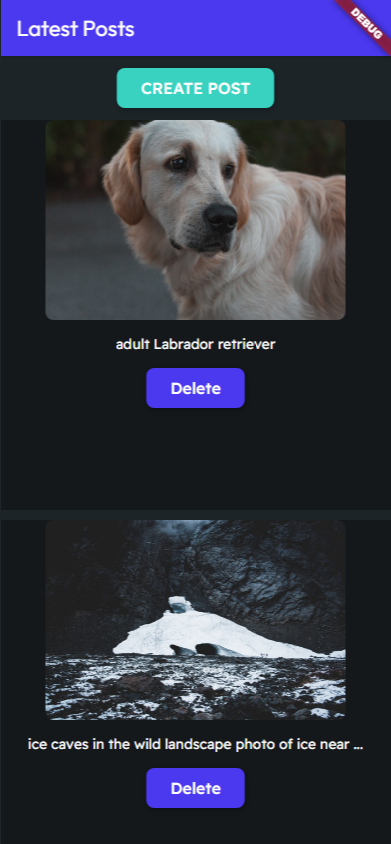 Latest Posts
DEBUG
CREATE POST
adult Labrador retriever
Delete
ice caves in the wild landscape photo of ice near ...
Delete